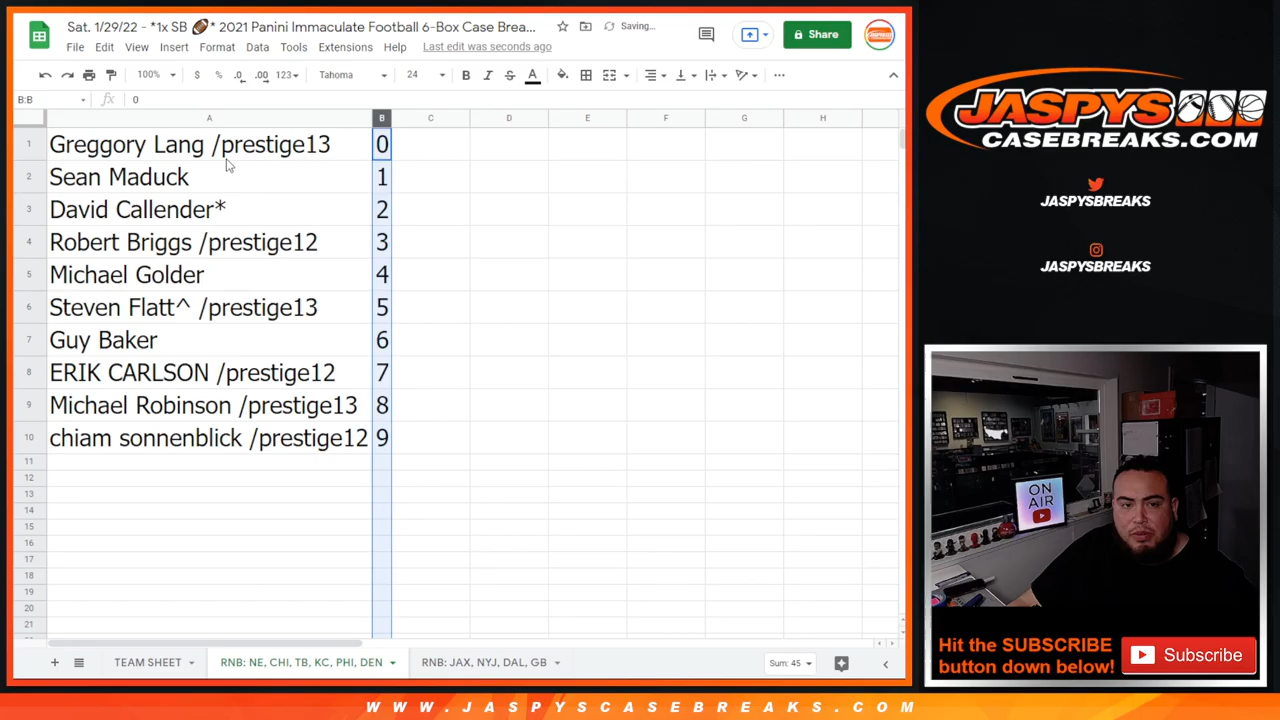 Sat. 1/29/22 - *1x SB 🏈* 2021 Panini Immaculate Football 6-Box Case Brea...
Saving...
Share
File Edit View Insert Format Data Tools Extensions Help Last edit was seconds ago
100% $ % .0 .00 123 Tahoma 24 B I S A
B:B fx 0
A B C D E F G H
1 Greggory Lang /prestige13 0
2 Sean Maduck 1
3 David Callender* 2
4 Robert Briggs /prestige12 3
5 Michael Golder 4
6 Steven Flatt^ /prestige13 5
7 Guy Baker 6
8 ERIK CARLSON /prestige12 7
9 Michael Robinson /prestige13 8
10 chiam sonnenblick /prestige12 9
11
12
13
14
15
16
17
18
19
20
21
TEAM SHEET RNB: NE, CHI, TB, KC, PHI, DEN RNB: JAX, NYJ, DAL, GB Sum: 45
JASPYS
CASEBREAKS.COM
JASPYSBREAKS
JASPYSBREAKS
ON
AIR
Hit the SUBSCRIBE
button down below!
Subscribe
WWW.JASPYSCASEBREAKS.COM